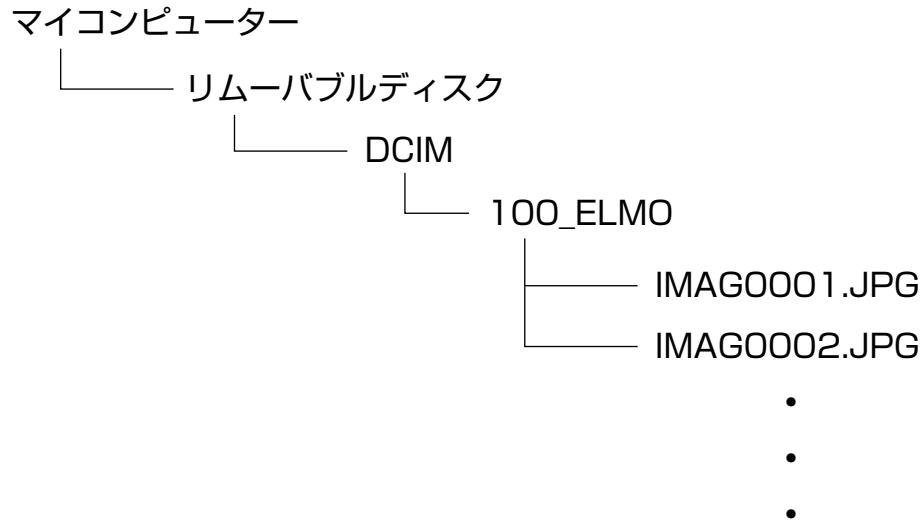 マイコンピューター
リムーバブルディスク
DCIM
100_ELMO
IMAG0001.JPG
IMAG0002.JPG
・
・
・